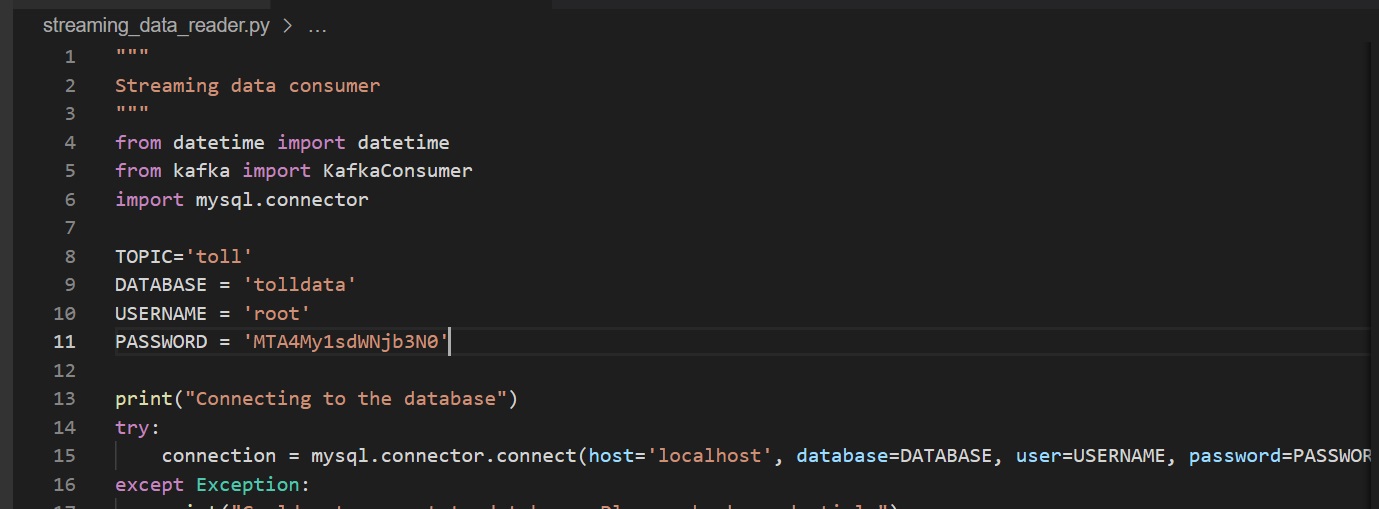 streaming_data_reader.py > ...
1 """
2 Streaming data consumer
3 """
4 from datetime import datetime
5 from kafka import KafkaConsumer
6 import mysql.connector
7
8 TOPIC='toll'
9 DATABASE = 'tolldata'
10 USERNAME = 'root'
11 PASSWORD = 'MTA4My1sdWNjb3N0'
12
13 print("Connecting to the database")
14 try:
15     connection = mysql.connector.connect(host='localhost', database=DATABASE, user=USERNAME, password=PASSWOR
16 except Exception: